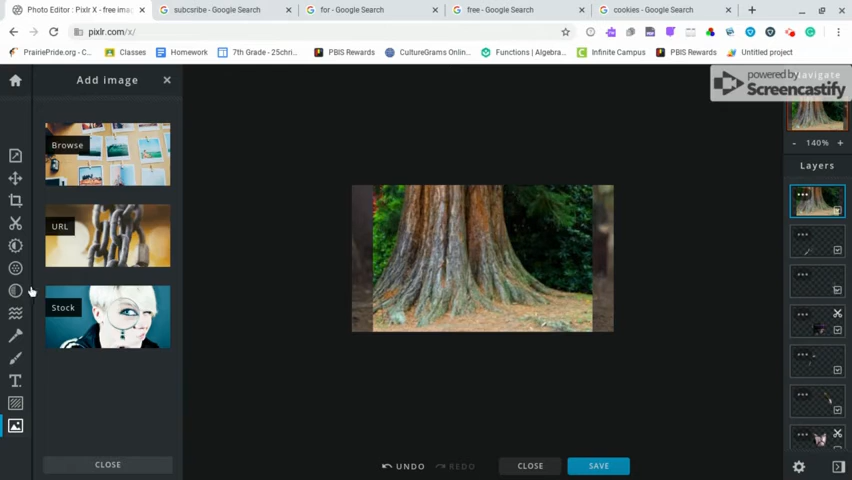 Photo Editor : Pixlr X - free imag
subcsribe - Google Search
for - Google Search
free - Google Search
cookies - Google Search
pixlr.com/x/
PrairiePride.org - C...
Classes
Homework
7th Grade - 25chri...
PBIS Rewards
CultureGrams Onlin...
Functions | Algebra...
Infinite Campus
PBIS Rewards
Untitled project
Add image
powered by
Screencastify
Navigate
Browse
- 140% +
Layers
URL
Stock
CLOSE
UNDO
REDO
CLOSE
SAVE